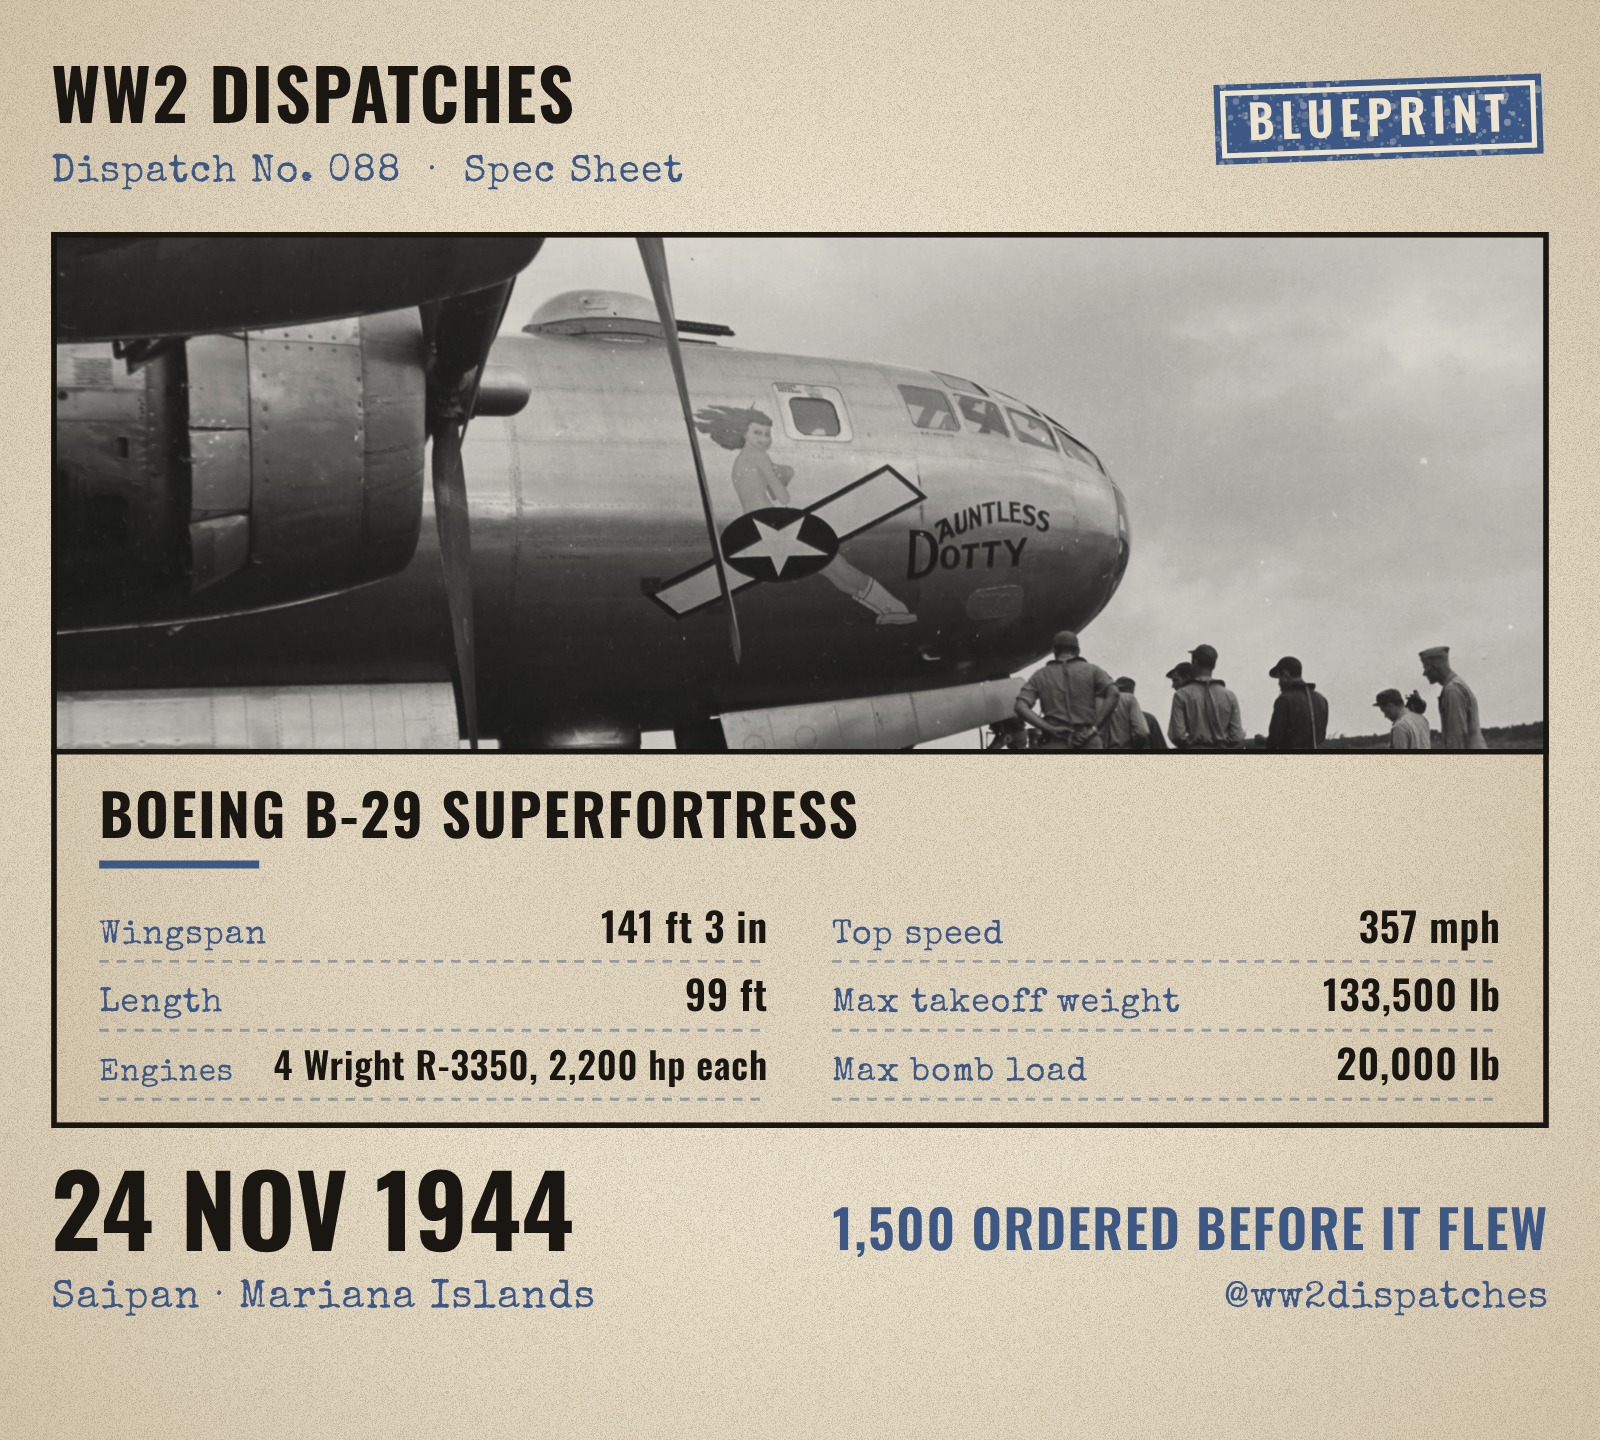 WW2 DISPATCHES
Dispatch No. 088 · Spec Sheet
BLUEPRINT
DAUNTLESS
DOTTY
BOEING B-29 SUPERFORTRESS
Wingspan 141 ft 3 in
Length 99 ft
Engines 4 Wright R-3350, 2,200 hp each
Top speed 357 mph
Max takeoff weight 133,500 lb
Max bomb load 20,000 lb
24 NOV 1944
Saipan · Mariana Islands
1,500 ORDERED BEFORE IT FLEW
@ww2dispatches